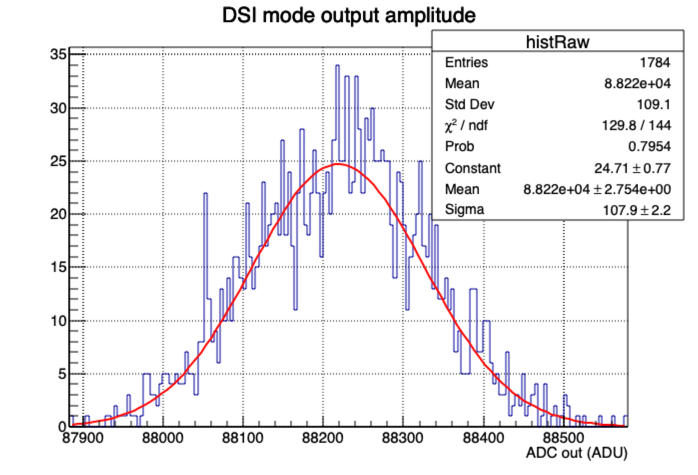 DSI mode output amplitude
histRaw
Entries 1784
Mean 8.822e+04
Std Dev 109.1
χ² / ndf 129.8 / 144
Prob 0.7954
Constant 24.71 ± 0.77
Mean 8.822e+04 ± 2.754e+00
Sigma 107.9 ± 2.2
35
30
25
20
15
10
5
0
87900 88000 88100 88200 88300 88400 88500
ADC out (ADU)